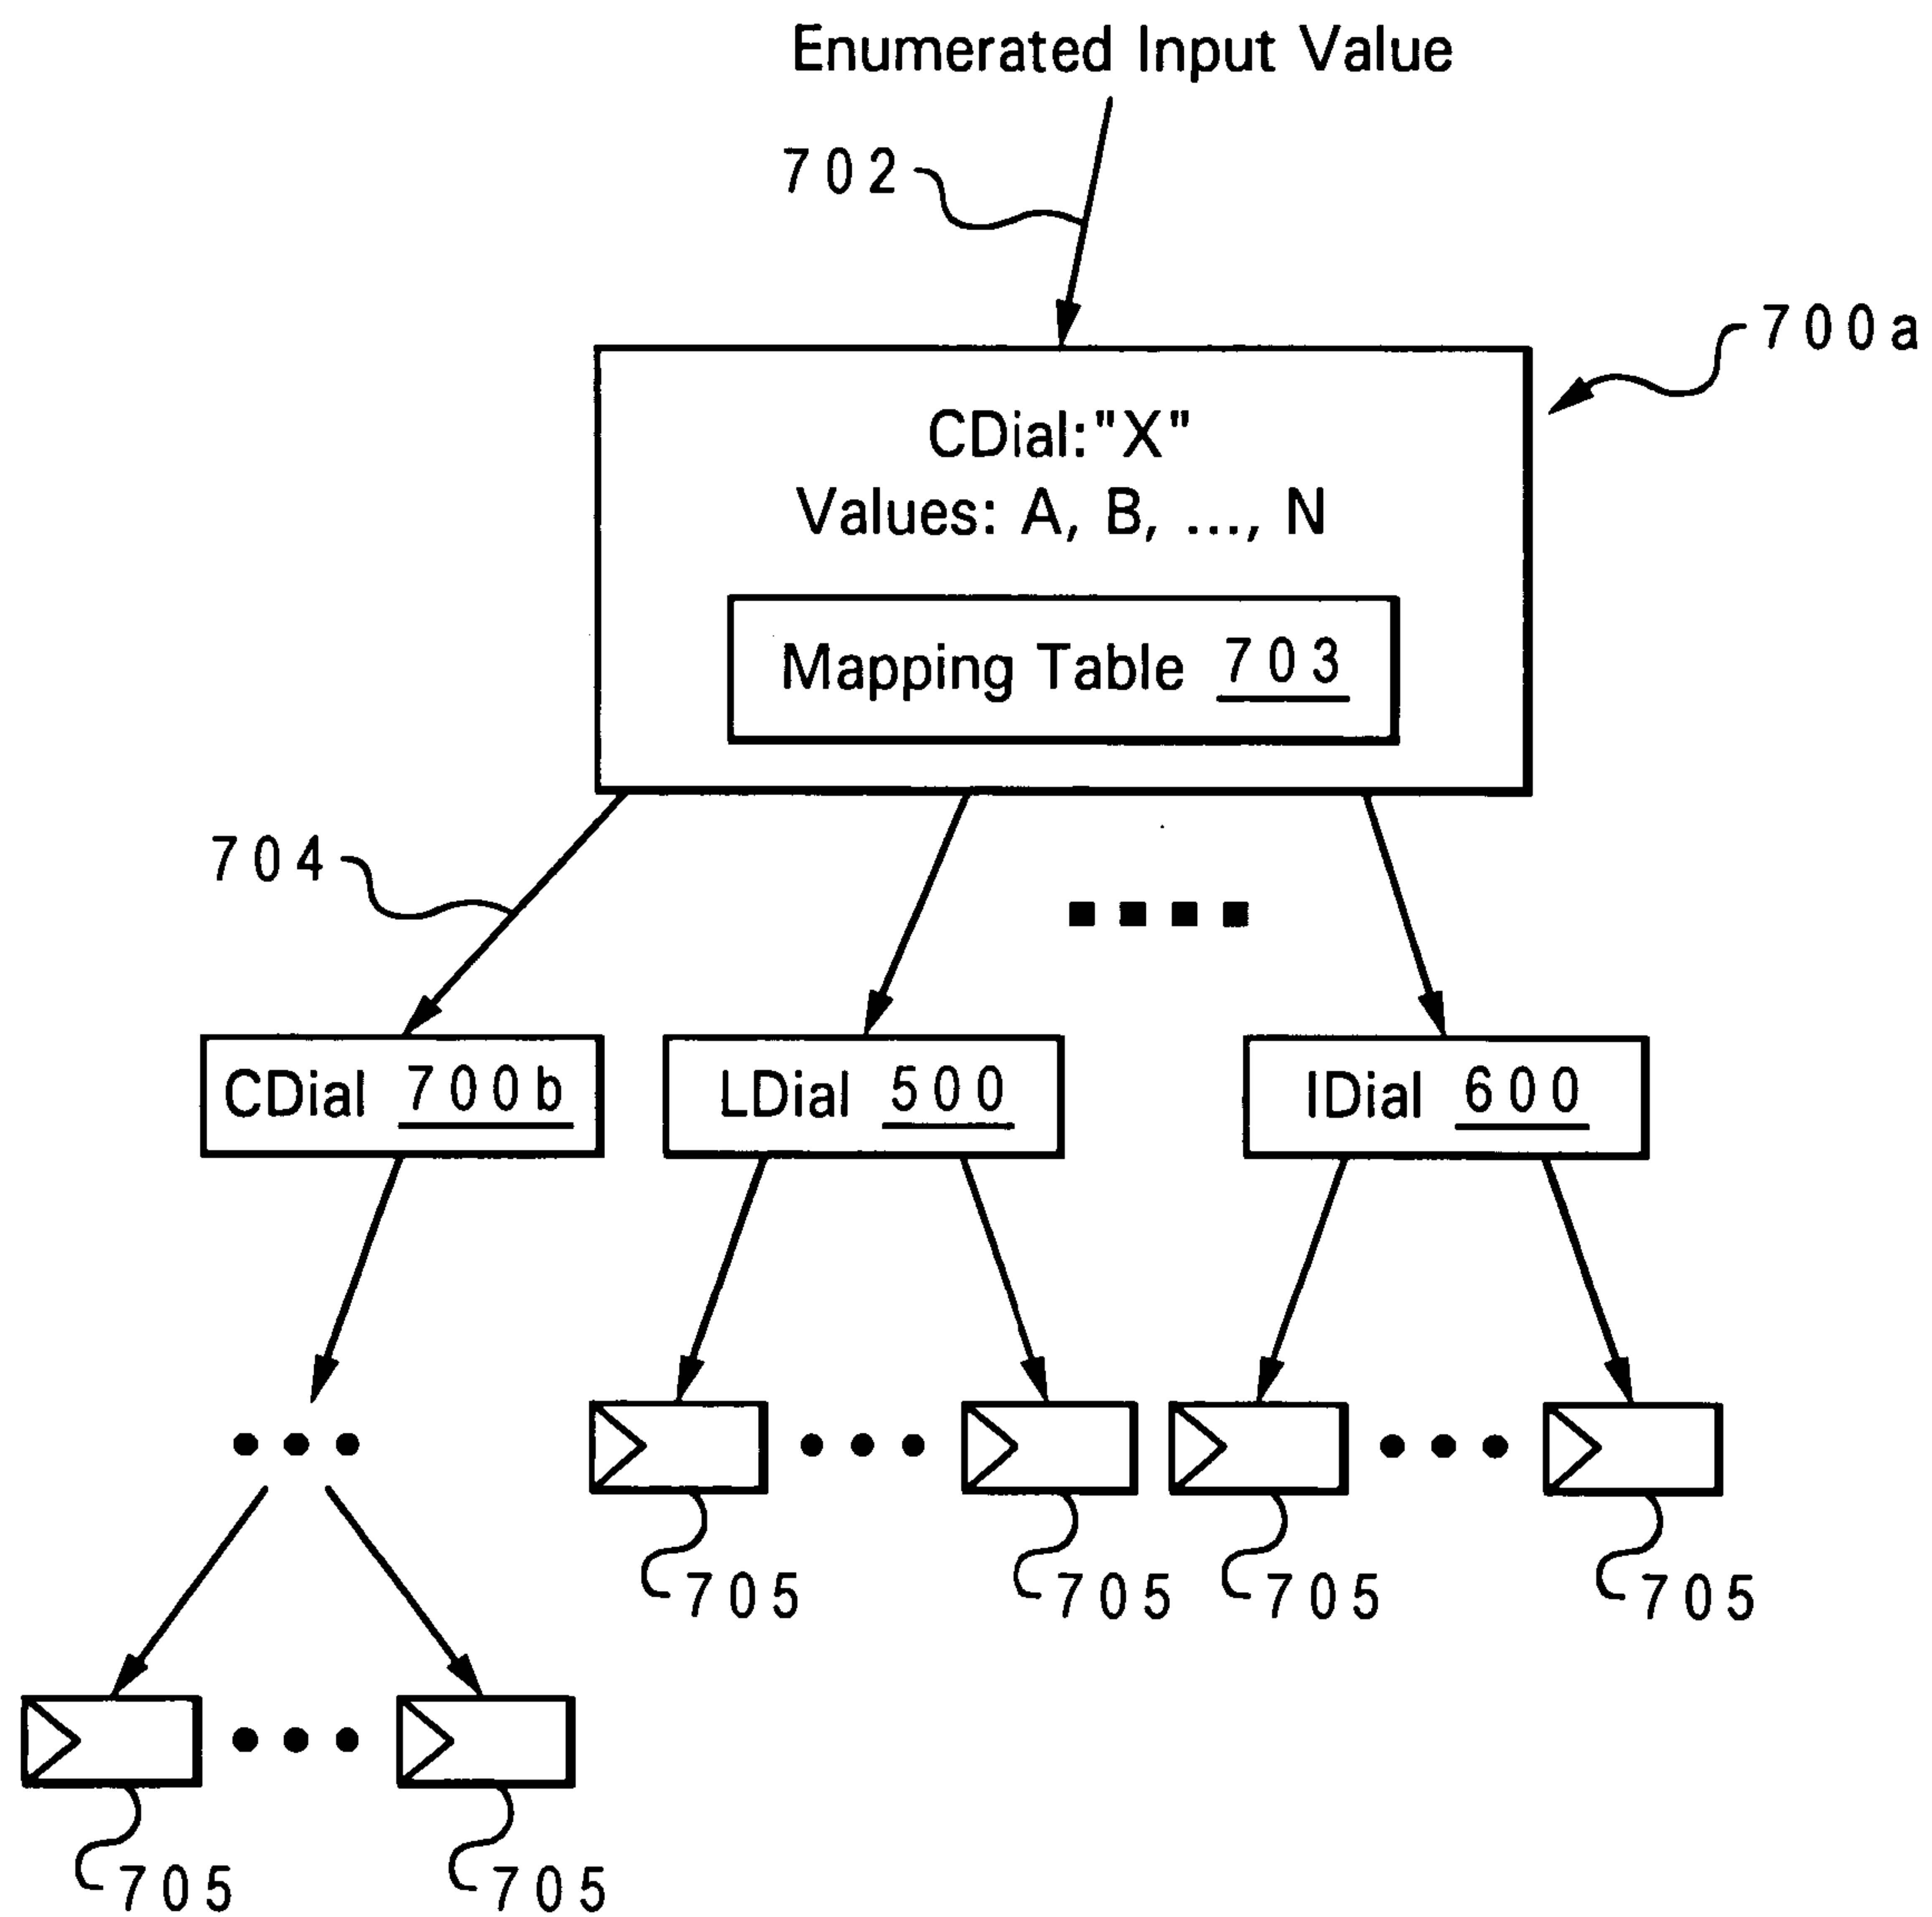 Enumerated Input Value
702
700a
CDial:"X"
Values: A, B, ..., N
Mapping Table 703
704
CDial 700b
LDial 500
IDial 600
705
705
705
705
705
705